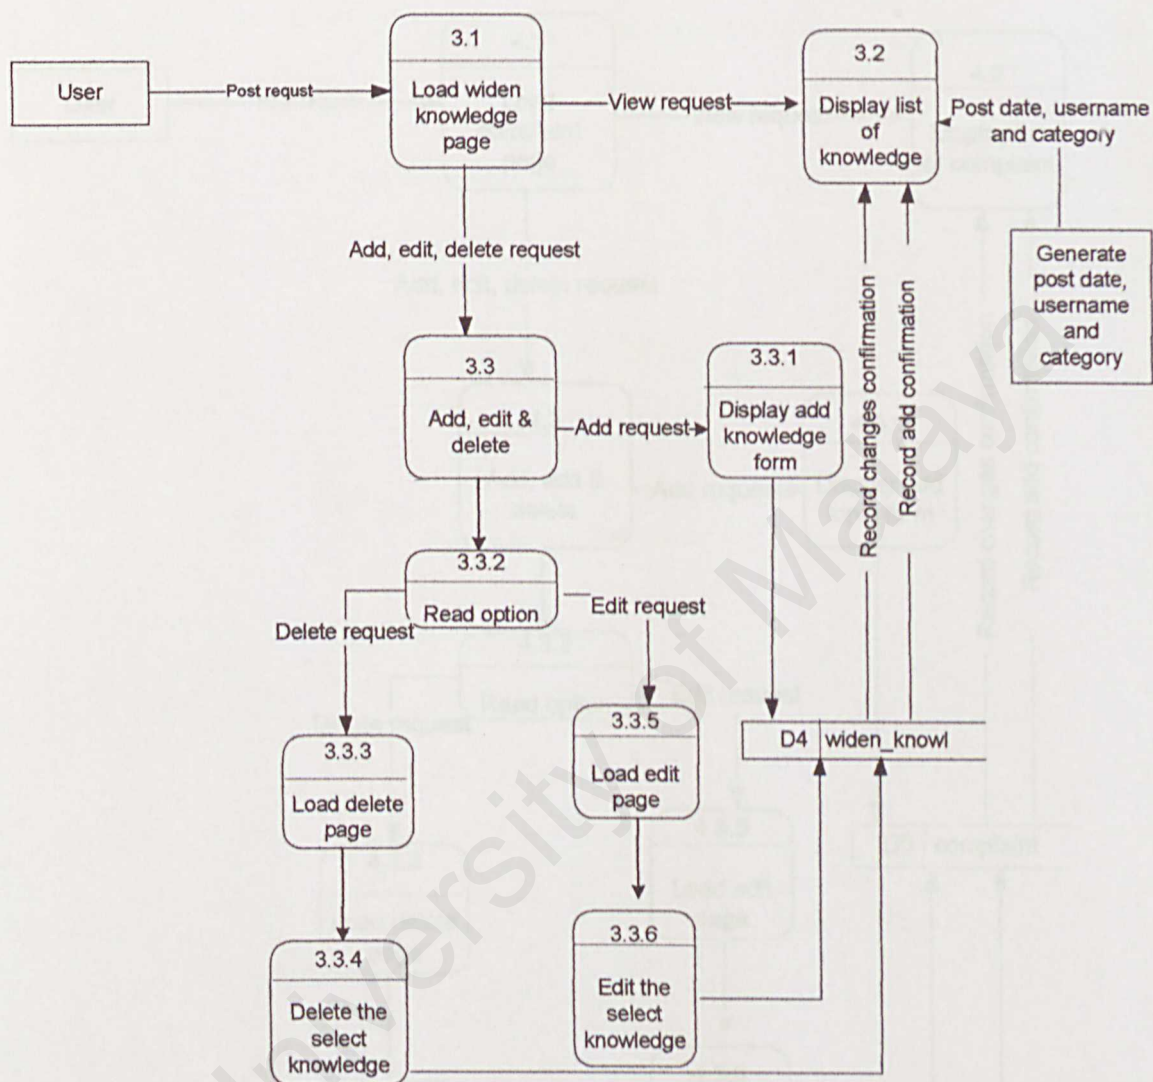 3.1
Load widen
knowledge
page
3.2
Display list
of
knowledge
User
Post requst
View request
Post date, username
and category
Add, edit, delete request
Generate
post date,
username
and
category
Record changes confirmation
Record add confirmation
3.3
Add, edit &
delete
Add request
3.3.1
Display add
knowledge
form
3.3.2
Read option
Delete request
Edit request
3.3.3
Load delete
page
3.3.5
Load edit
page
D4 widen_knowl
3.3.4
Delete the
select
knowledge
3.3.6
Edit the
select
knowledge
University of Malaya